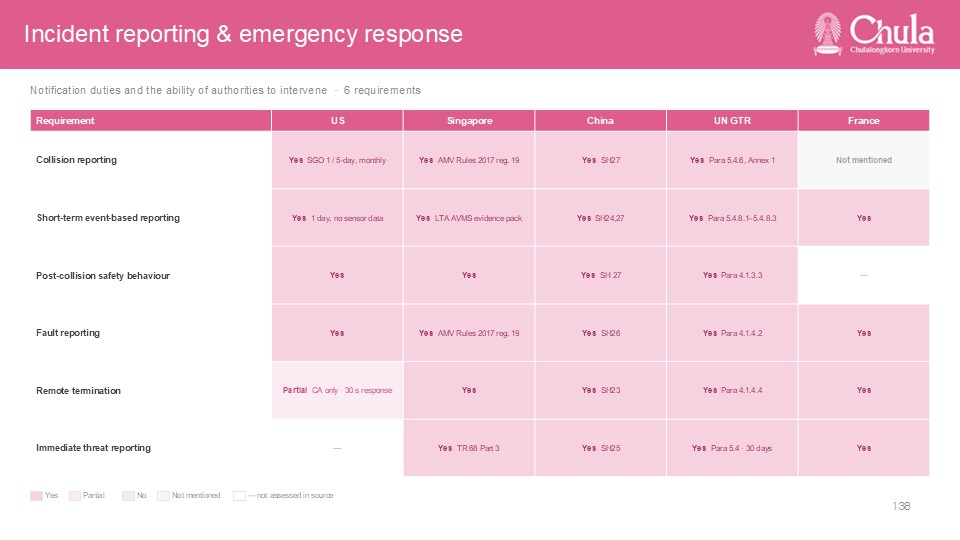 Incident reporting & emergency response
Chula
Chulalongkorn University
Notification duties and the ability of authorities to intervene · 6 requirements
Requirement US Singapore China UN GTR France
Collision reporting Yes SGO 1 / 5-day, monthly Yes AMV Rules 2017 reg. 19 Yes SH27 Yes Para 5.4.6, Annex 1 Not mentioned
Short-term event-based reporting Yes 1 day, no sensor data Yes LTA AVMS evidence pack Yes SH24,27 Yes Para 5.4.8.1–5.4.8.3 Yes
Post-collision safety behaviour Yes Yes Yes SH 27 Yes Para 4.1.3.3 —
Fault reporting Yes Yes AMV Rules 2017 reg. 19 Yes SH26 Yes Para 4.1.4.2 Yes
Remote termination Partial CA only · 30 s response Yes Yes SH23 Yes Para 4.1.4.4 Yes
Immediate threat reporting — Yes TR 68 Part 3 Yes SH25 Yes Para 5.4 · 30 days Yes
Yes Partial No Not mentioned — not assessed in source
138